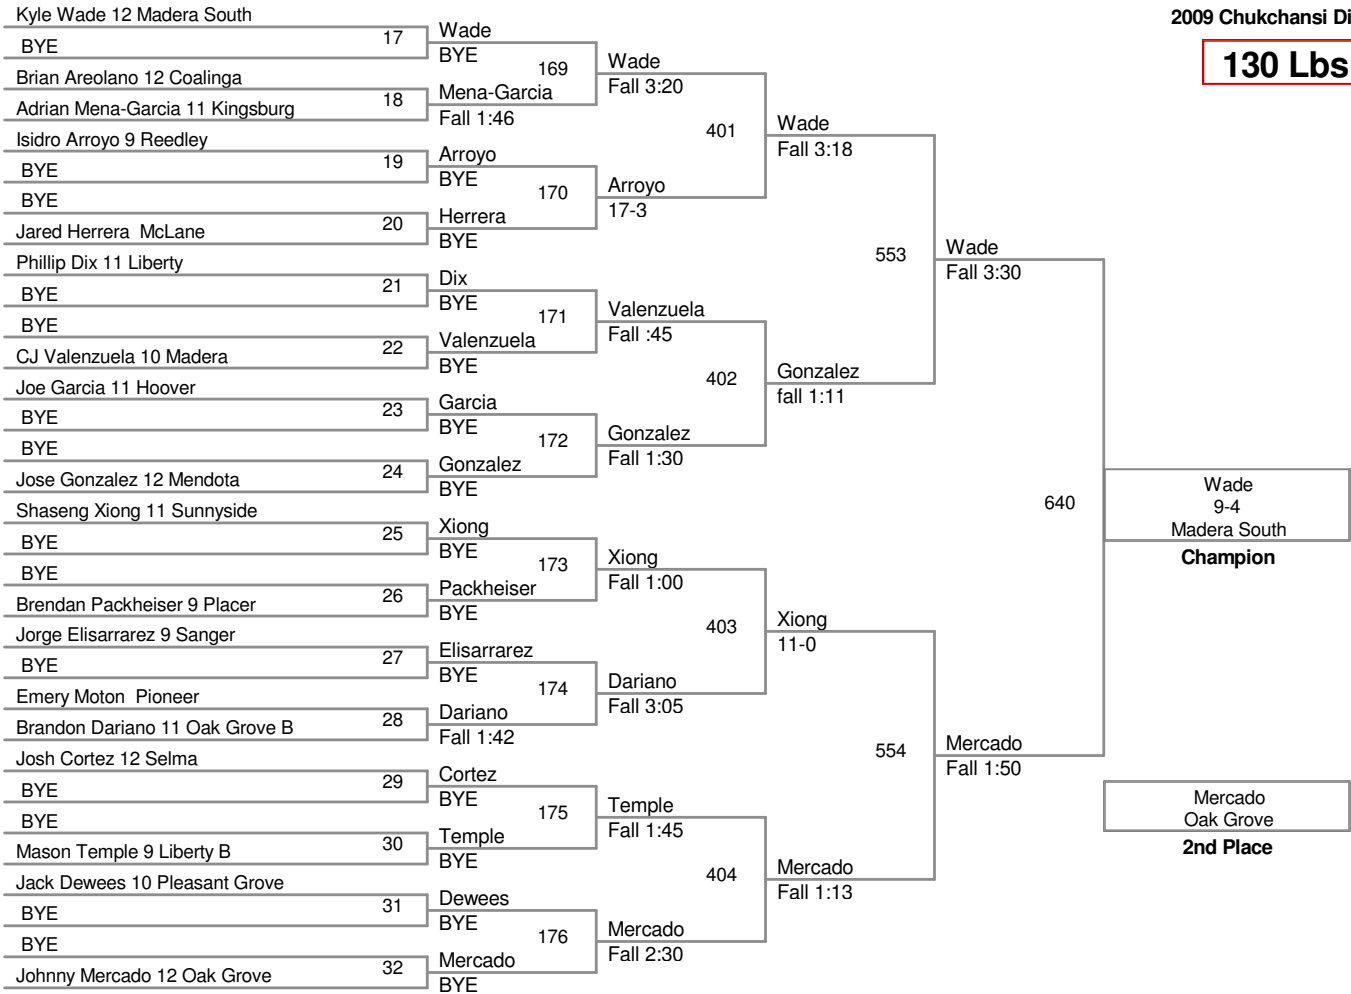 2009 Chukchansi Di
130 Lbs
Kyle Wade 12 Madera South
BYE
17
Brian Areolano 12 Coalinga
Adrian Mena-Garcia 11 Kingsburg
18
Isidro Arroyo 9 Reedley
BYE
19
BYE
Jared Herrera McLane
20
Phillip Dix 11 Liberty
BYE
21
BYE
CJ Valenzuela 10 Madera
22
Joe Garcia 11 Hoover
BYE
23
BYE
Jose Gonzalez 12 Mendota
24
Shaseng Xiong 11 Sunnyside
BYE
25
BYE
Brendan Packheiser 9 Placer
26
Jorge Elisarrarez 9 Sanger
BYE
27
Emery Moton Pioneer
Brandon Dariano 11 Oak Grove B
28
Josh Cortez 12 Selma
BYE
29
BYE
Mason Temple 9 Liberty B
30
Jack Dewees 10 Pleasant Grove
BYE
31
BYE
Johnny Mercado 12 Oak Grove
32
Wade
BYE
169
Mena-Garcia
Fall 1:46
Arroyo
BYE
170
Herrera
BYE
Dix
BYE
171
Valenzuela
BYE
Garcia
BYE
172
Gonzalez
BYE
Xiong
BYE
173
Packheiser
BYE
Elisarrarez
BYE
174
Dariano
Fall 1:42
Cortez
BYE
175
Temple
BYE
Dewees
BYE
176
Mercado
BYE
Wade
Fall 3:20
401
Arroyo
17-3
Valenzuela
Fall :45
402
Gonzalez
Fall 1:30
Xiong
Fall 1:00
403
Dariano
Fall 3:05
Temple
Fall 1:45
404
Mercado
Fall 2:30
Wade
Fall 3:18
553
Gonzalez
fall 1:11
Xiong
11-0
554
Mercado
Fall 1:13
Wade
Fall 3:30
640
Mercado
Fall 1:50
Wade
9-4
Madera South
Champion
Mercado
Oak Grove
2nd Place